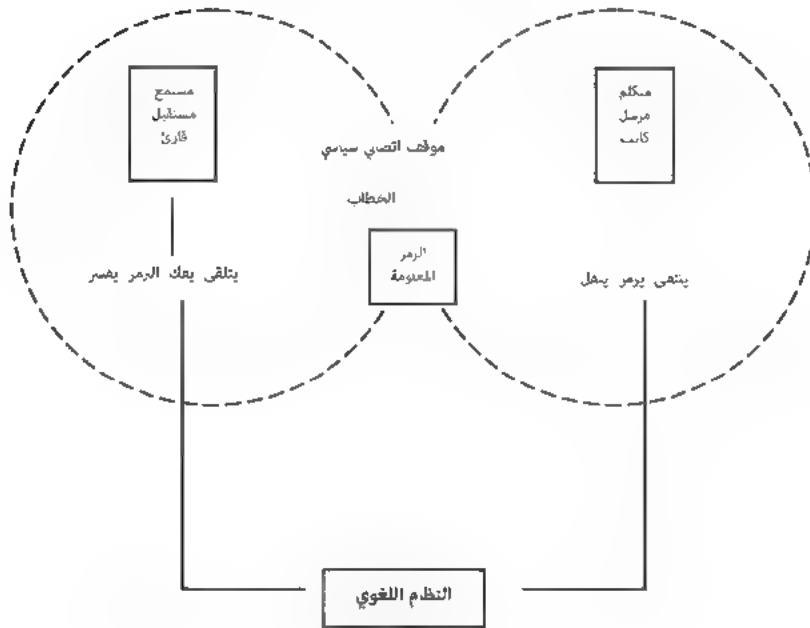 متكلم
مرسل
كاتب
مستمع
مستقبل
قارئ
موقف اتصالي سياسي
الخطاب
الرمز
المعلومة
ينتقي يرمز ينقل
يتلقى يفك الرمز يفسر
النظام اللغوي